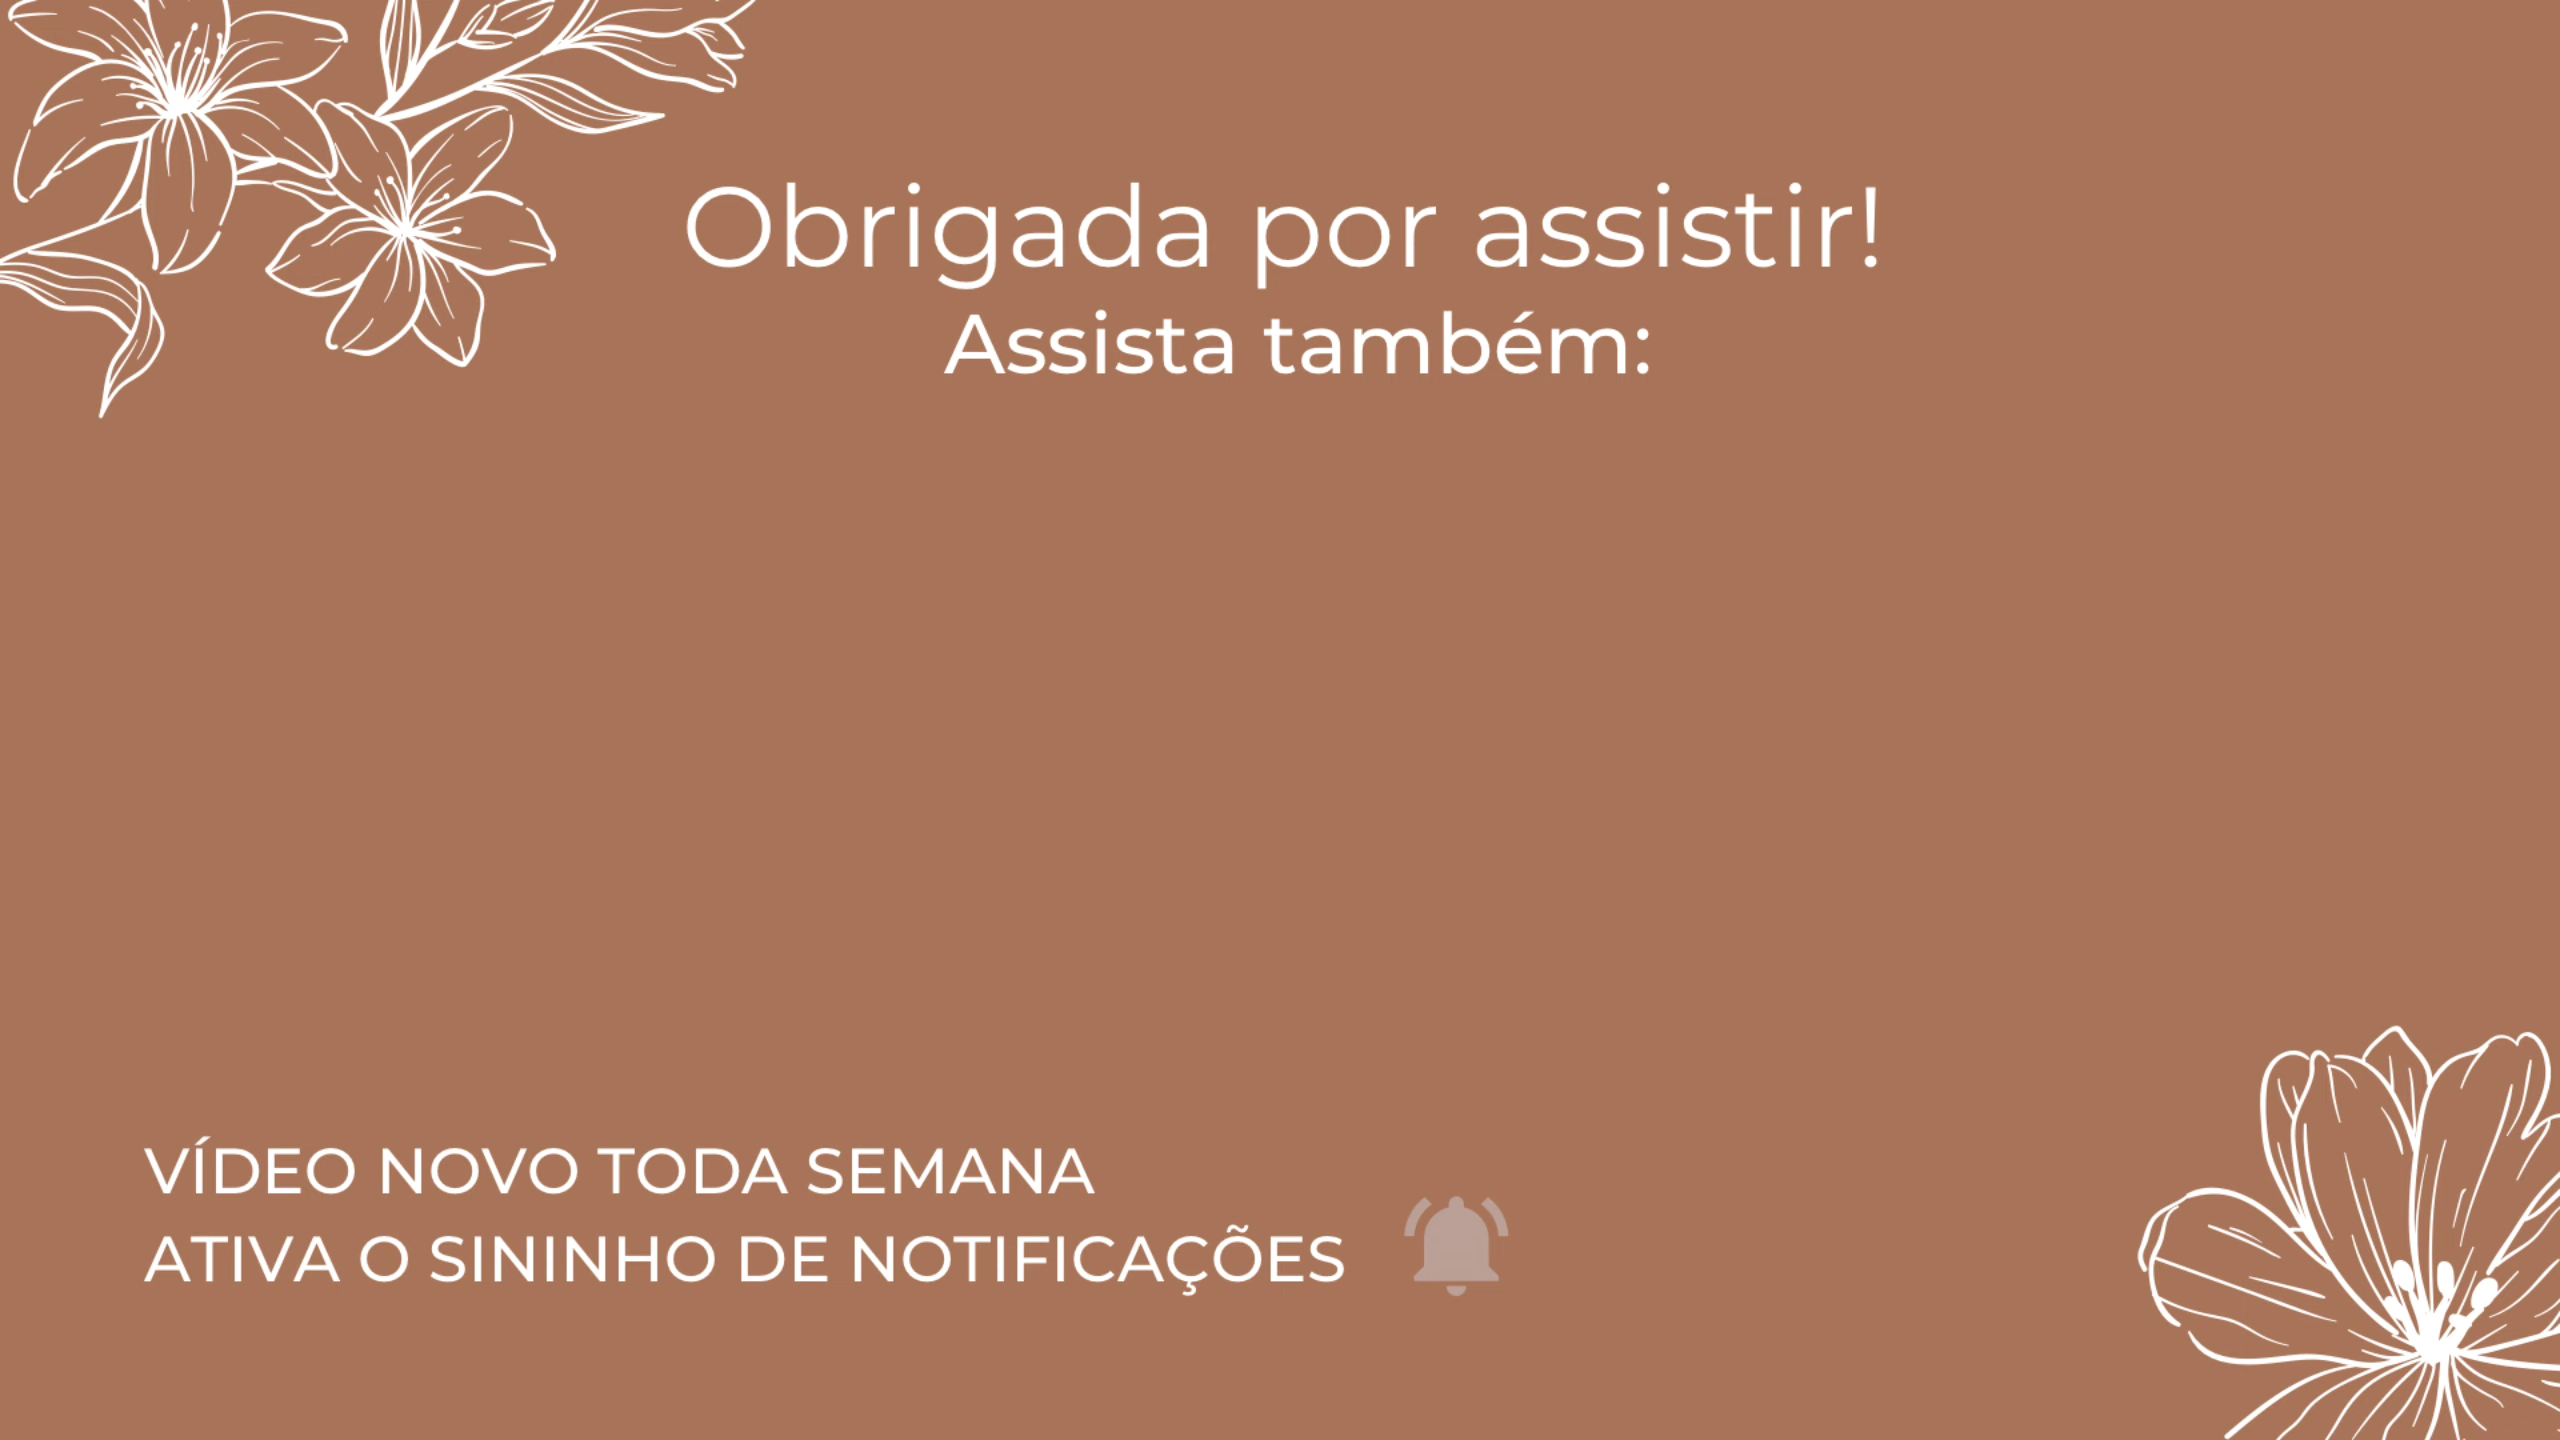 Obrigada por assistir!
Assista também:
VÍDEO NOVO TODA SEMANA
ATIVA O SININHO DE NOTIFICAÇÕES